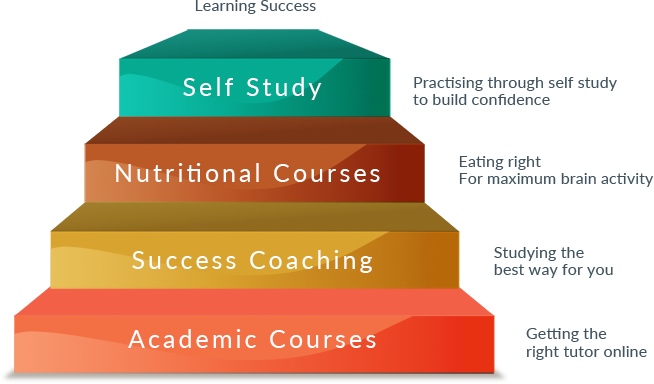 Learning Success
Self Study
Practising through self study
to build confidence
Nutritional Courses
Eating right
For maximum brain activity
Success Coaching
Studying the
best way for you
Academic Courses
Getting the
right tutor online